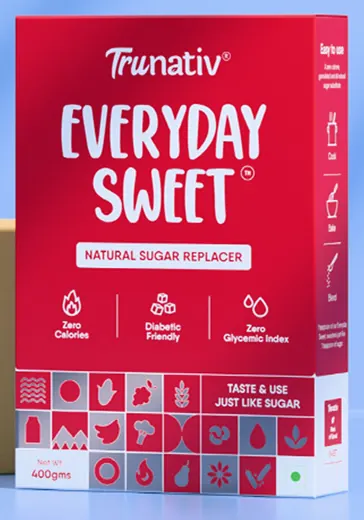 Trunativ®
EVERYDAY
SWEET™
NATURAL SUGAR REPLACER
Zero
Calories
Diabetic
Friendly
Zero
Glycemic Index
TASTE & USE
JUST LIKE SUGAR
Net Wt
400gms
Easy to use
Cook
Bake
Blend